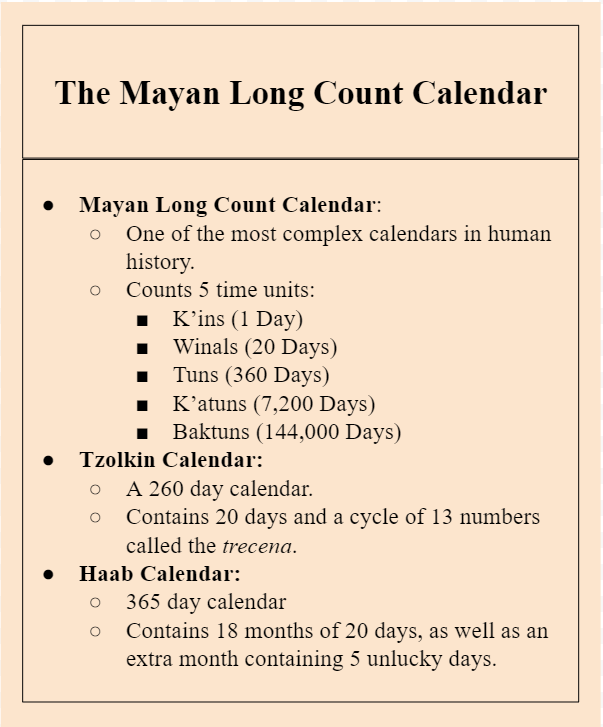 The Mayan Long Count Calendar
● Mayan Long Count Calendar:
○ One of the most complex calendars in human
history.
○ Counts 5 time units:
■ K’ins (1 Day)
■ Winals (20 Days)
■ Tuns (360 Days)
■ K’atuns (7,200 Days)
■ Baktuns (144,000 Days)
● Tzolkin Calendar:
○ A 260 day calendar.
○ Contains 20 days and a cycle of 13 numbers
called the trecena.
● Haab Calendar:
○ 365 day calendar
○ Contains 18 months of 20 days, as well as an
extra month containing 5 unlucky days.